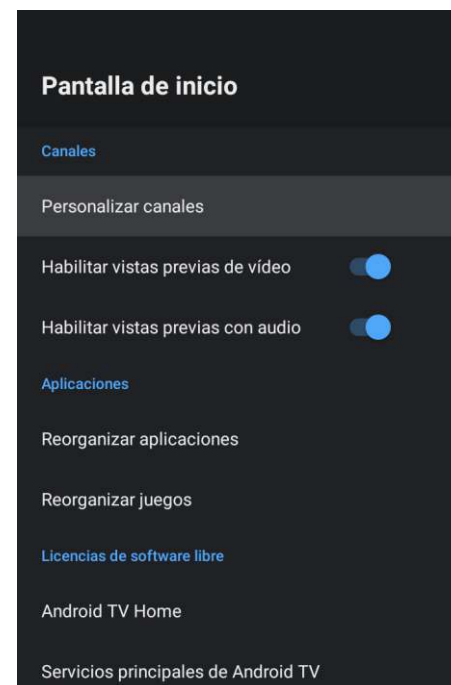 Pantalla de inicio
Canales
Personalizar canales
Habilitar vistas previas de vídeo
Habilitar vistas previas con audio
Aplicaciones
Reorganizar aplicaciones
Reorganizar juegos
Licencias de software libre
Android TV Home
Servicios principales de Android TV